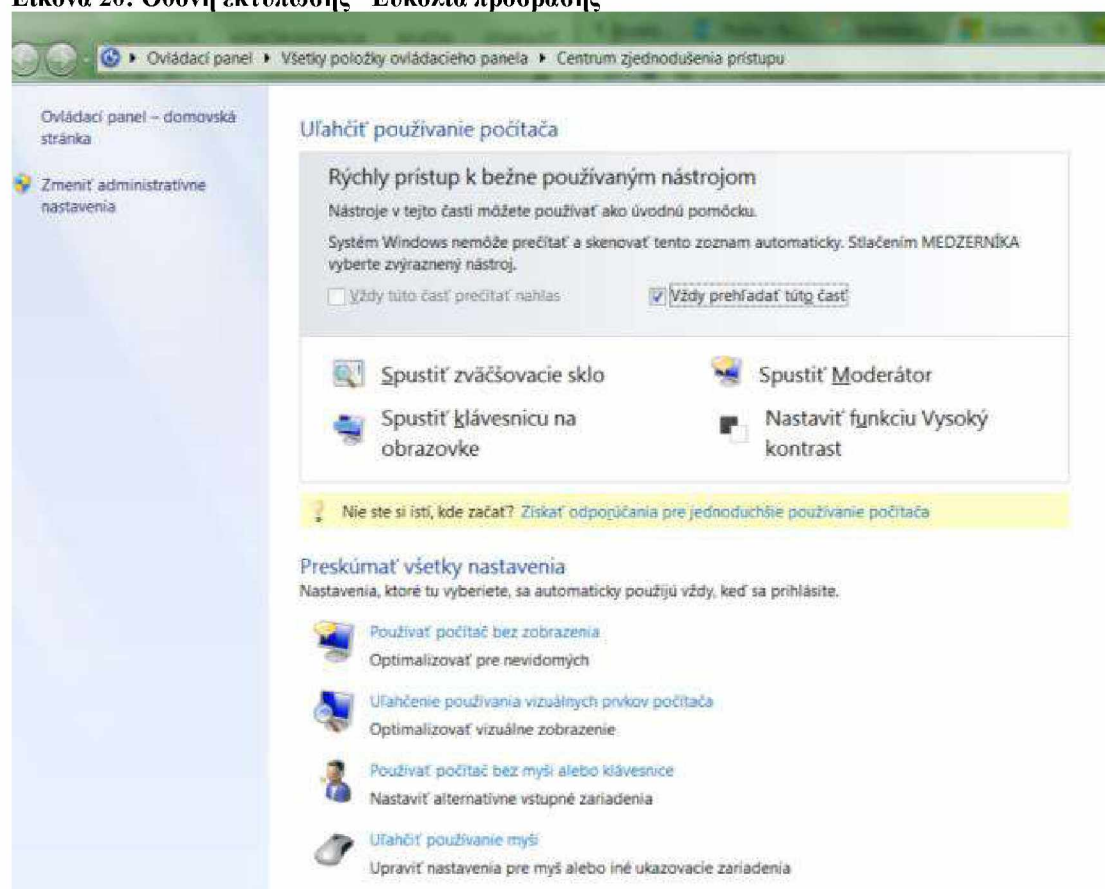 Εικόνα 20: Οθόνη εκτύπωσης "Ευκολία πρόσβασης"
Ovládací panel ▸ Všetky položky ovládacieho panela ▸ Centrum zjednodušenia prístupu
Ovládací panel – domovská
stránka
Zmeniť administratívne
nastavenia
Uľahčiť používanie počítača
Rýchly prístup k bežne používaným nástrojom
Nástroje v tejto časti môžete používať ako úvodnú pomôcku.
Systém Windows nemôže prečítať a skenovať tento zoznam automaticky. Stlačením MEDZERNÍKA
vyberte zvýraznený nástroj.
Vždy túto časť prečítať nahlas
Vždy prehľadať túto časť
Spustiť zväčšovacie sklo
Spustiť Moderátor
Spustiť klávesnicu na
obrazovke
Nastaviť funkciu Vysoký
kontrast
Nie ste si istí, kde začať? Získať odporúčania pre jednoduchšie používanie počítača
Preskúmať všetky nastavenia
Nastavenia, ktoré tu vyberiete, sa automaticky použijú vždy, keď sa prihlásite.
Používať počítač bez zobrazenia
Optimalizovať pre nevidomých
Uľahčenie používania vizuálnych prvkov počítača
Optimalizovať vizuálne zobrazenie
Používať počítač bez myši alebo klávesnice
Nastaviť alternatívne vstupné zariadenia
Uľahčiť používanie myši
Upraviť nastavenia pre myš alebo iné ukazovacie zariadenia